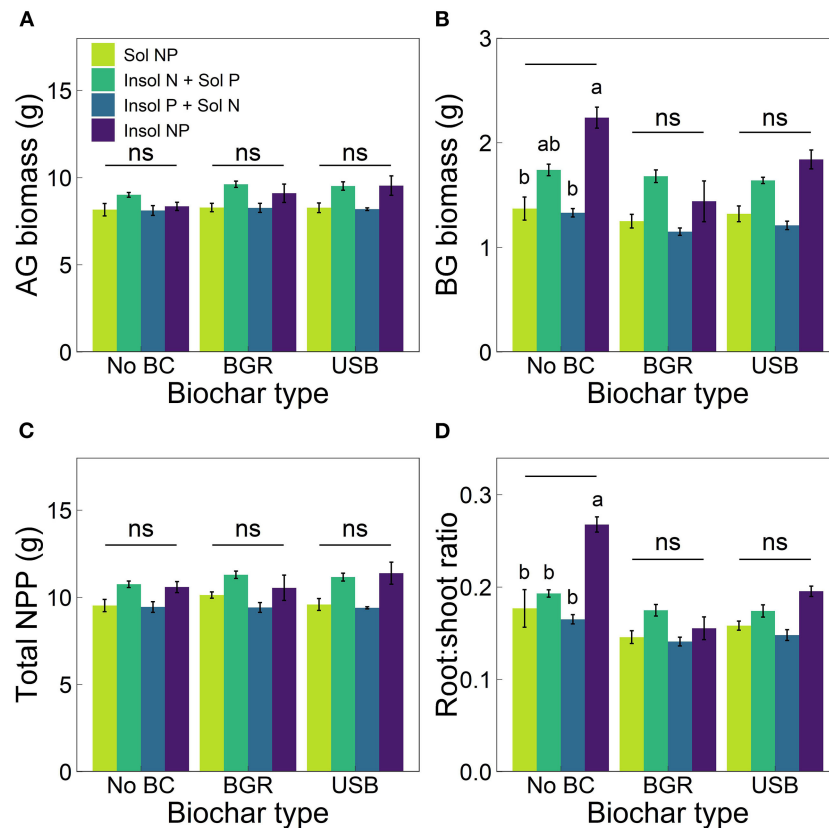 A
AG biomass (g)
15
10
5
0
Sol NP
Insol N + Sol P
Insol P + Sol N
Insol NP
ns
ns
ns
No BC
BGR
USB
Biochar type
B
BG biomass (g)
3
2
1
0
b
ab
b
a
ns
ns
No BC
BGR
USB
Biochar type
C
Total NPP (g)
15
10
5
0
ns
ns
ns
No BC
BGR
USB
Biochar type
D
Root:shoot ratio
0.3
0.2
0.1
0.0
b
b
b
a
ns
ns
No BC
BGR
USB
Biochar type